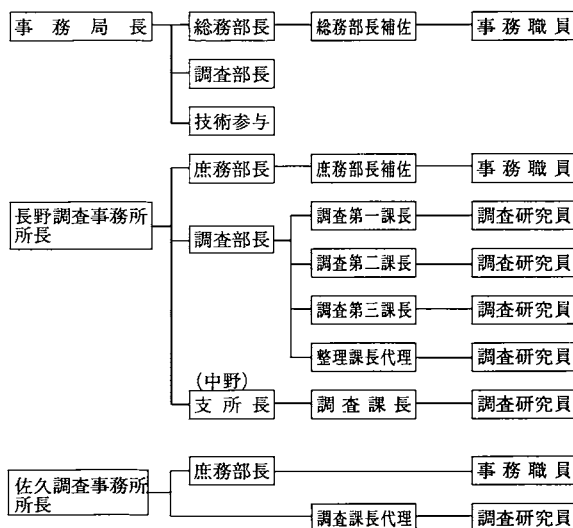 事務局長 総務部長 総務部長補佐 事務職員
調査部長
技術参与
庶務部長 庶務部長補佐 事務職員
長野調査事務所
所長
調査部長
調査第一課長 調査研究員
調査第二課長 調査研究員
調査第三課長 調査研究員
整理課長代理 調査研究員
(中野)
支所長 調査課長 調査研究員
佐久調査事務所
所長
庶務部長 事務職員
調査課長代理 調査研究員